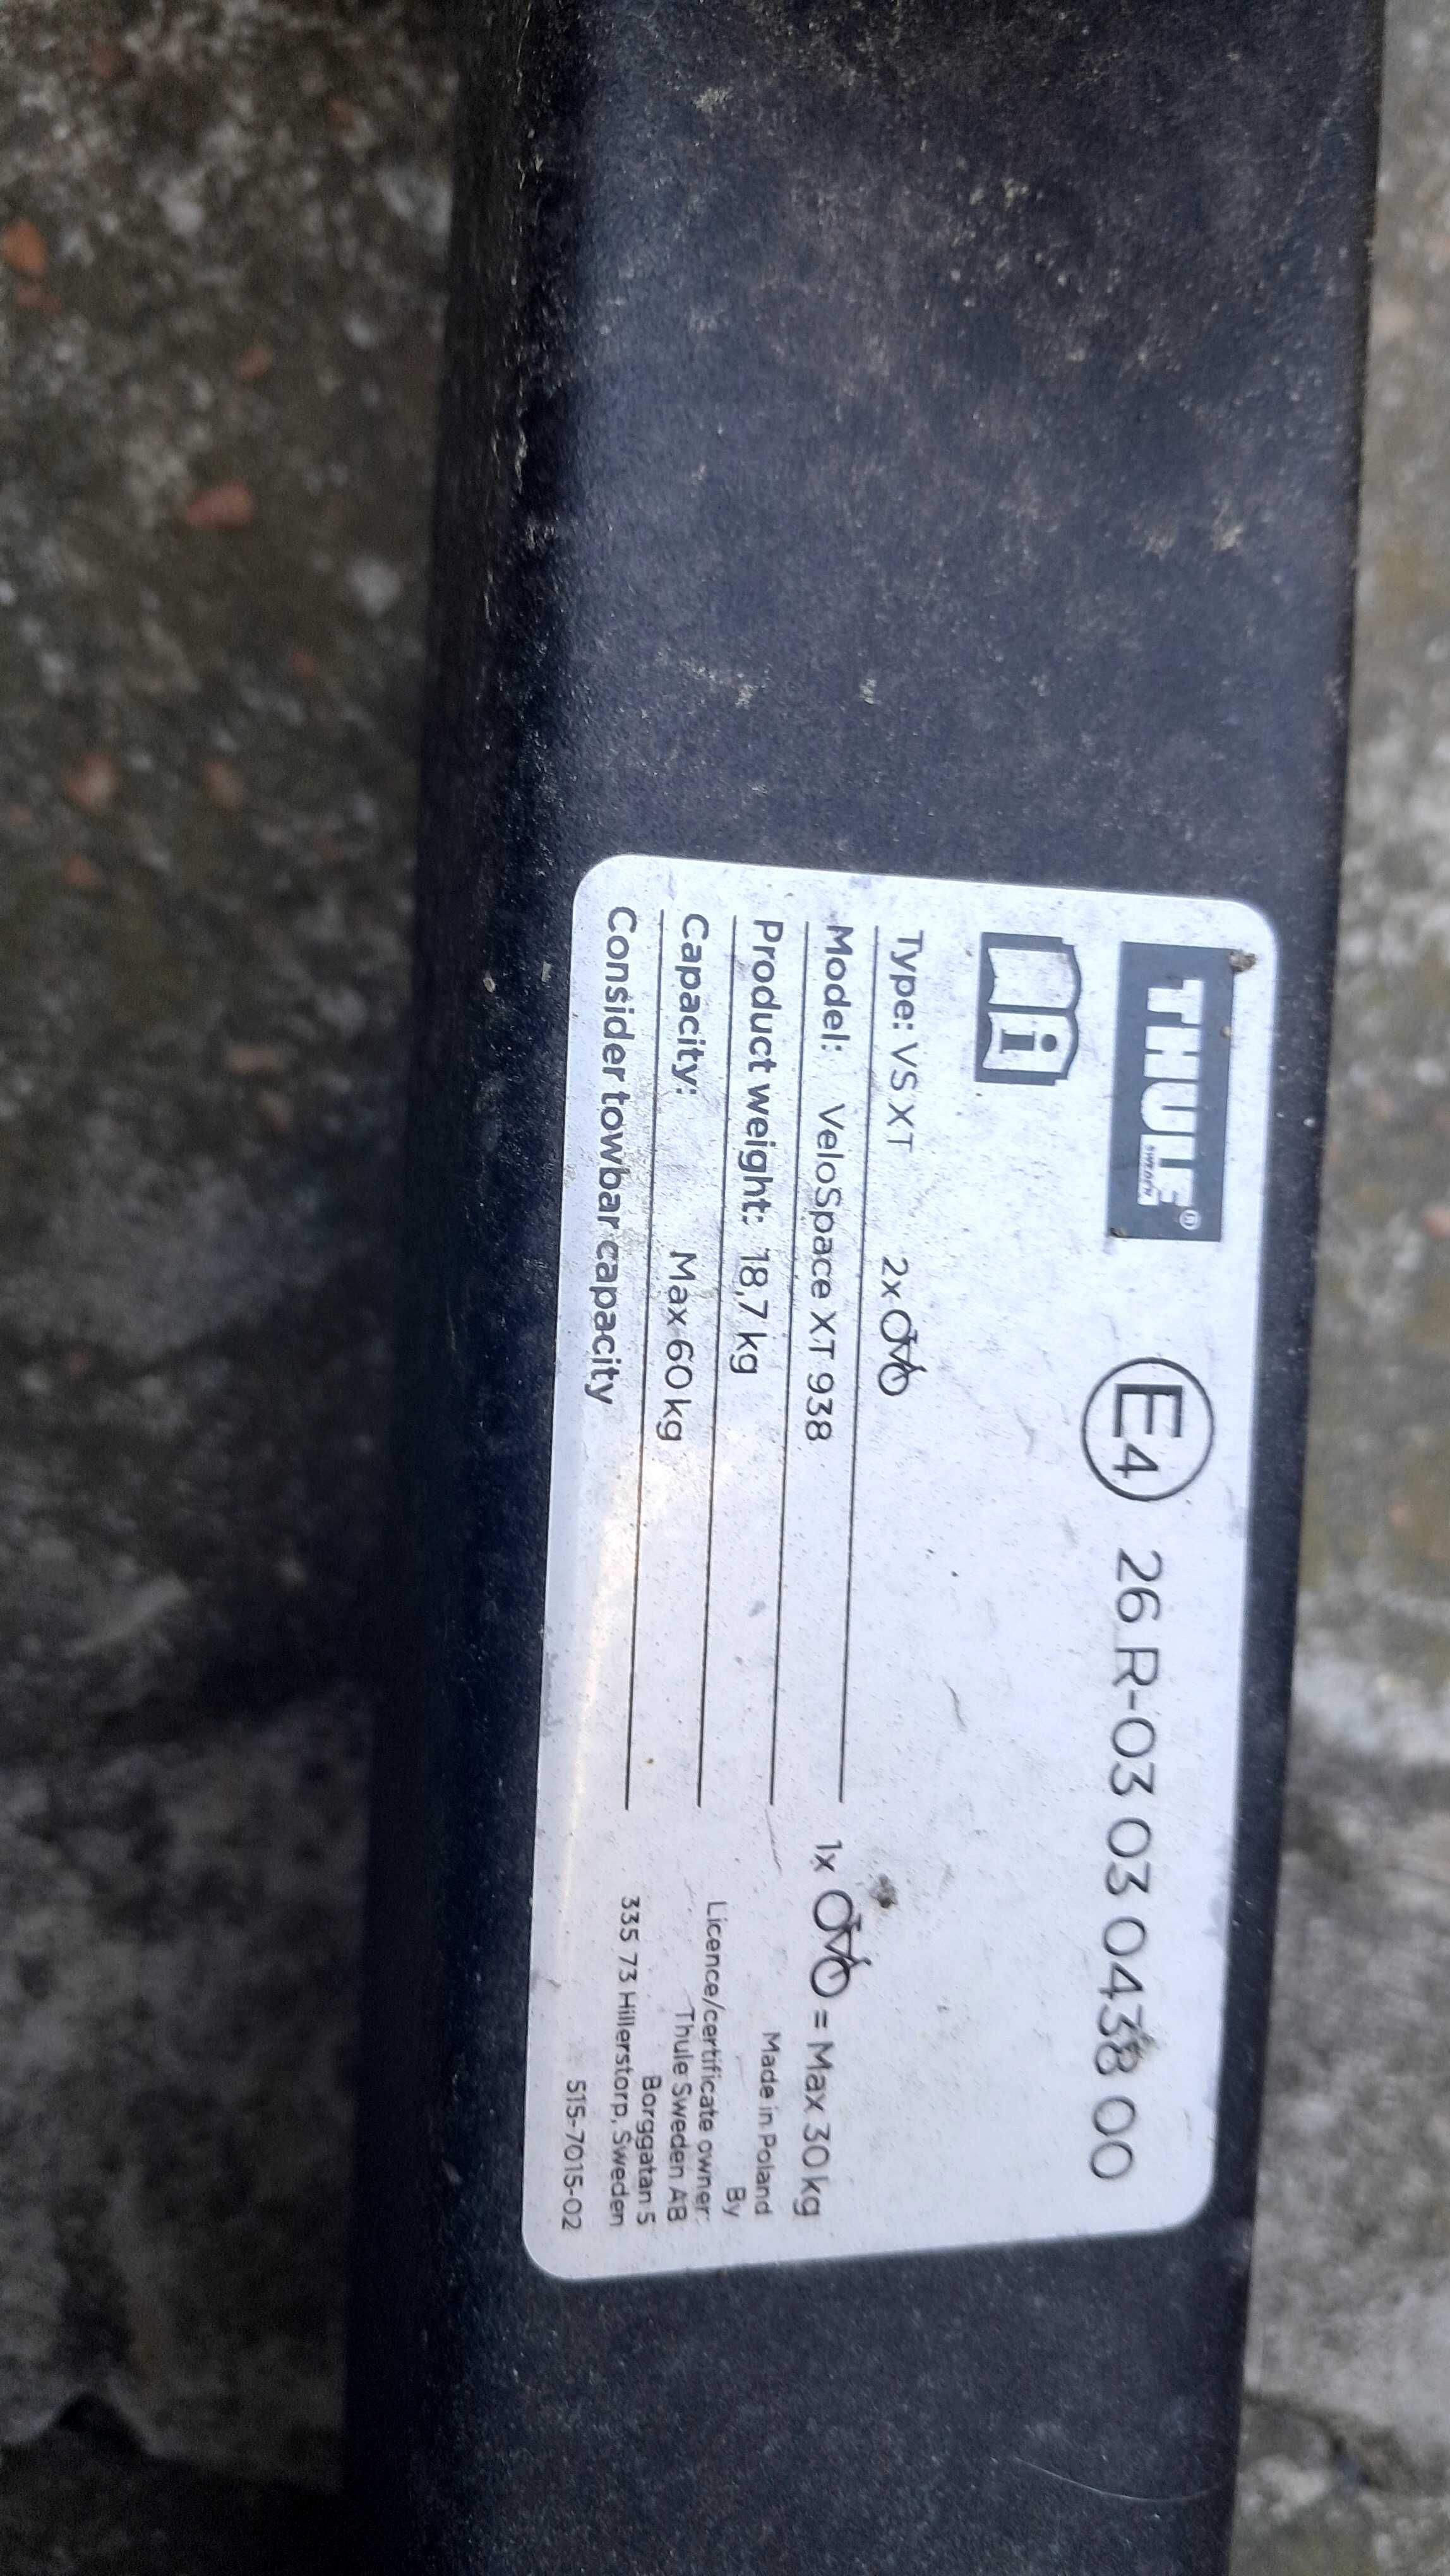 THULE®
SWEDEN
E4 26 R-03 03 0438 00
i
Type: VS XT 2x
Model: VeloSpace XT 938
Product weight: 18,7 kg
Capacity: Max 60 kg
Consider towbar capacity
1x = Max 30 kg
Made in Poland
By
Licence/certificate owner:
Thule Sweden AB
Borggatan 5
335 73 Hillerstorp, Sweden
515-7015-02